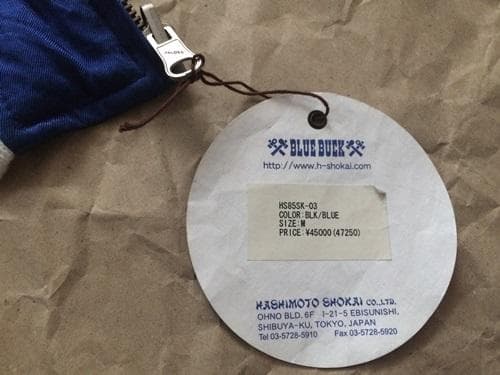 TALONS
BLUE BUCK
http://www.h-shokai.com
HS85SK-03
COLOR:BLK/BLUE
SIZE:M
PRICE:¥45000(47250)
HASHIMOTO SHOKAI CO.,LTD.
OHNO BLD. 6F 1-21-5 EBISUNISHI,
SHIBUYA-KU, TOKYO, JAPAN
Tel 03-5728-5910 Fax 03-5728-5920